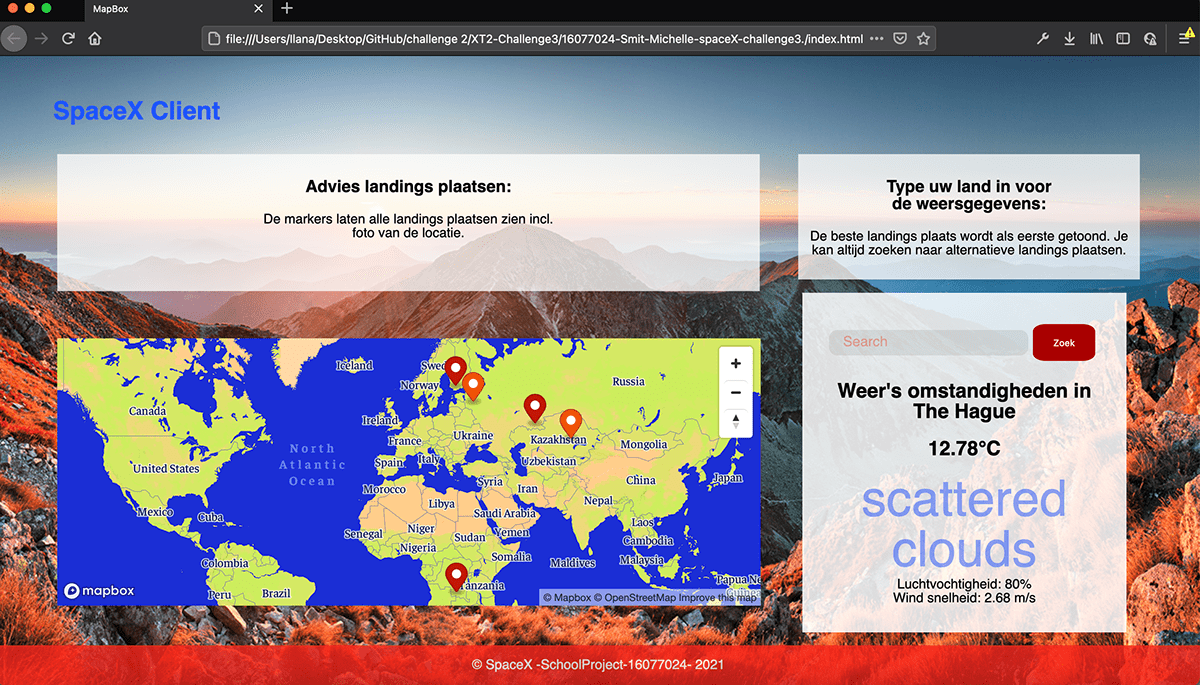 MapBox
file:///Users/Ilana/Desktop/GitHub/challenge 2/XT2-Challenge3/16077024-Smit-Michelle-spaceX-challenge3./index.html
SpaceX Client
Advies landings plaatsen:
De markers laten alle landings plaatsen zien incl.
foto van de locatie.
Type uw land in voor
de weersgegevens:
De beste landings plaats wordt als eerste getoond. Je
kan altijd zoeken naar alternatieve landings plaatsen.
Search
Zoek
Weer's omstandigheden in
The Hague
12.78°C
scattered
clouds
Luchtvochtigheid: 80%
Wind snelheid: 2.68 m/s
Iceland
Swed
Norway
Russia
Canada
Ireland
Ukraine
Kazakhstan
Mongolia
France
Spain
Italy
Uzbekistan
North
Atlantic
Ocean
United States
Syria
Iran
China
Japan
Morocco
Libya
Nepal
Mexico
Cuba
Saudi Arabia
Senegal
Niger
Sudan
Yemen
Laos
Nigeria
Cambodia
Somalia
Maldives
Malaysia
Colombia
Tanzania
Papua Ne
Guinea
Peru
Brazil
mapbox
© Mapbox © OpenStreetMap Improve this map
© SpaceX -SchoolProject-16077024- 2021